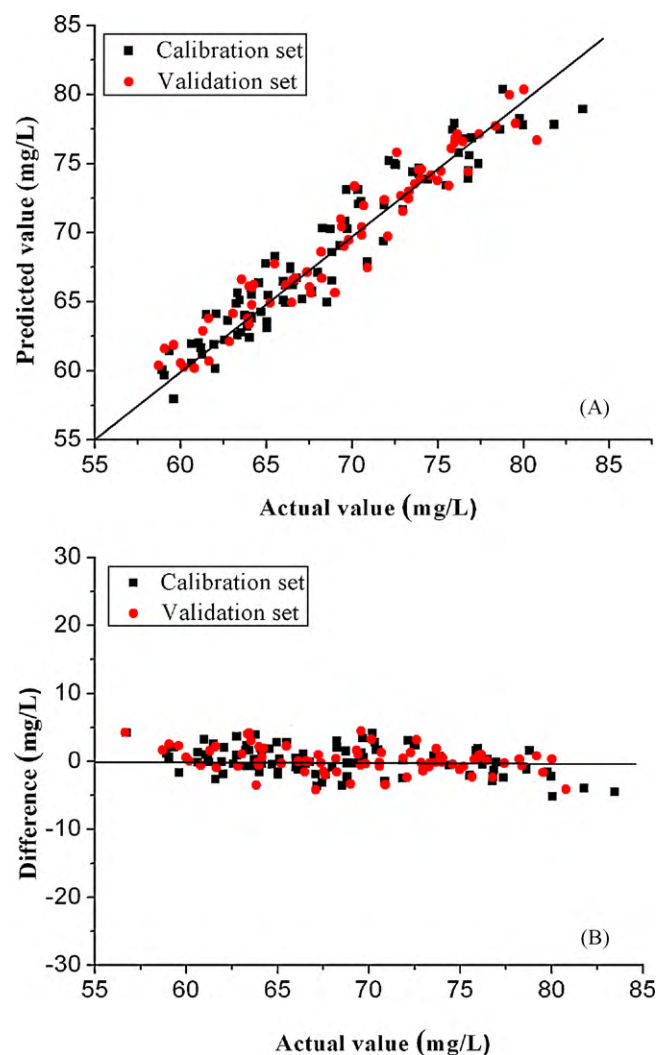 85
80
75
70
65
60
55
Predicted value (mg/L)
Calibration set
Validation set
(A)
55 60 65 70 75 80 85
Actual value (mg/L)
30
20
10
0
-10
-20
-30
Difference (mg/L)
Calibration set
Validation set
(B)
55 60 65 70 75 80 85
Actual value (mg/L)